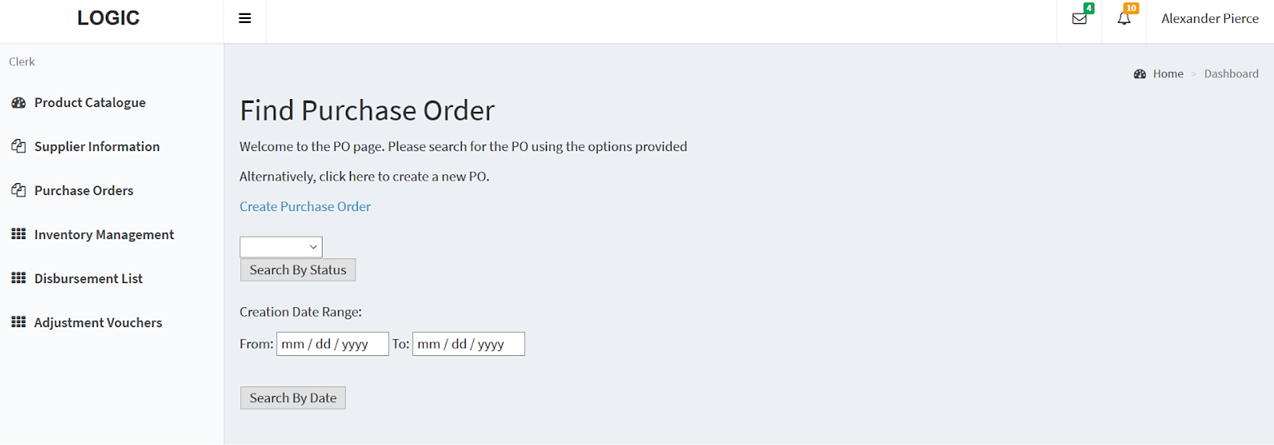 LOGIC
4
10
Alexander Pierce
Clerk
Home > Dashboard
Product Catalogue
Supplier Information
Purchase Orders
Inventory Management
Disbursement List
Adjustment Vouchers
Find Purchase Order
Welcome to the PO page. Please search for the PO using the options provided
Alternatively, click here to create a new PO.
Create Purchase Order
Search By Status
Creation Date Range:
From: mm / dd / yyyy To: mm / dd / yyyy
Search By Date